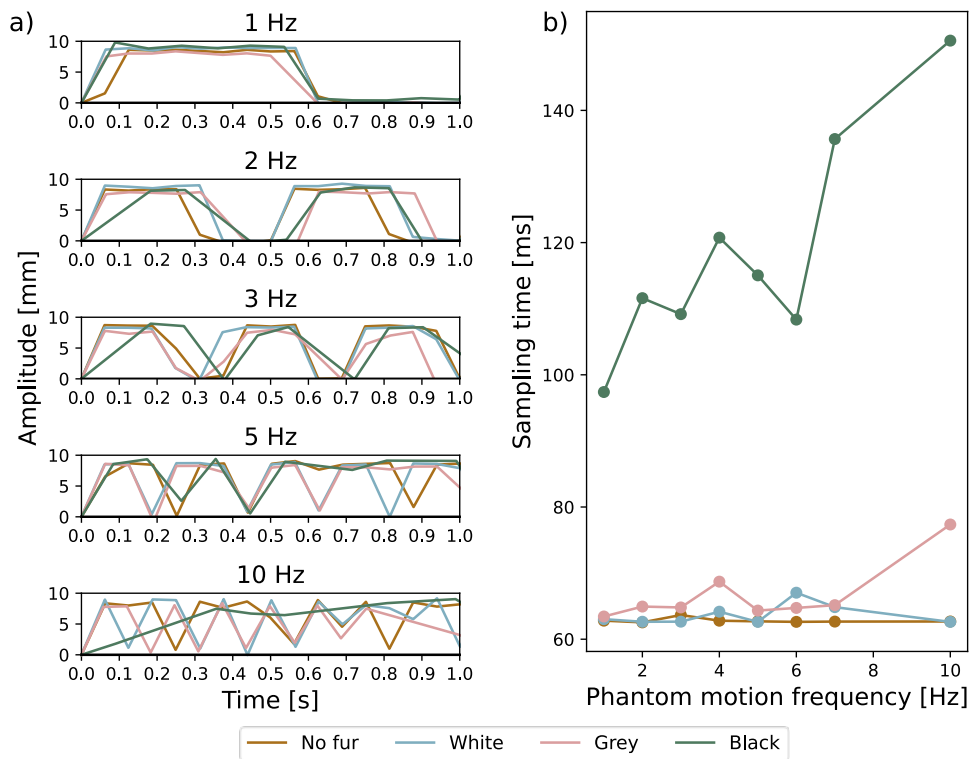 a)
1 Hz
10
5
0
0.0 0.1 0.2 0.3 0.4 0.5 0.6 0.7 0.8 0.9 1.0
2 Hz
10
5
0
0.0 0.1 0.2 0.3 0.4 0.5 0.6 0.7 0.8 0.9 1.0
3 Hz
10
5
0
0.0 0.1 0.2 0.3 0.4 0.5 0.6 0.7 0.8 0.9 1.0
5 Hz
10
5
0
0.0 0.1 0.2 0.3 0.4 0.5 0.6 0.7 0.8 0.9 1.0
10 Hz
10
5
0
0.0 0.1 0.2 0.3 0.4 0.5 0.6 0.7 0.8 0.9 1.0
Amplitude [mm]
Time [s]
b)
140
120
100
80
60
2 4 6 8 10
Sampling time [ms]
Phantom motion frequency [Hz]
No fur White Grey Black